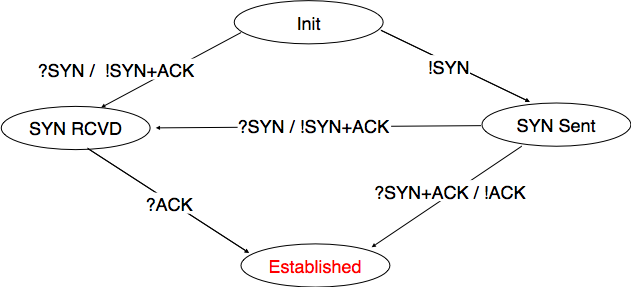 Init
?SYN / !SYN+ACK
!SYN
SYN RCVD
?SYN / !SYN+ACK
SYN Sent
?ACK
?SYN+ACK / !ACK
Established